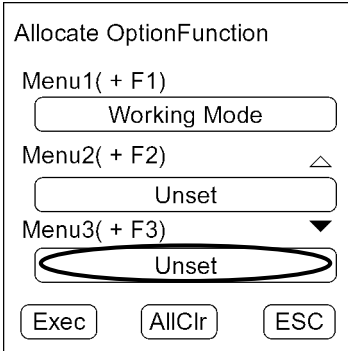 Allocate OptionFunction
Menu1( + F1)
Working Mode
Menu2( + F2)
Unset
Menu3( + F3)
Unset
Exec AllClr ESC